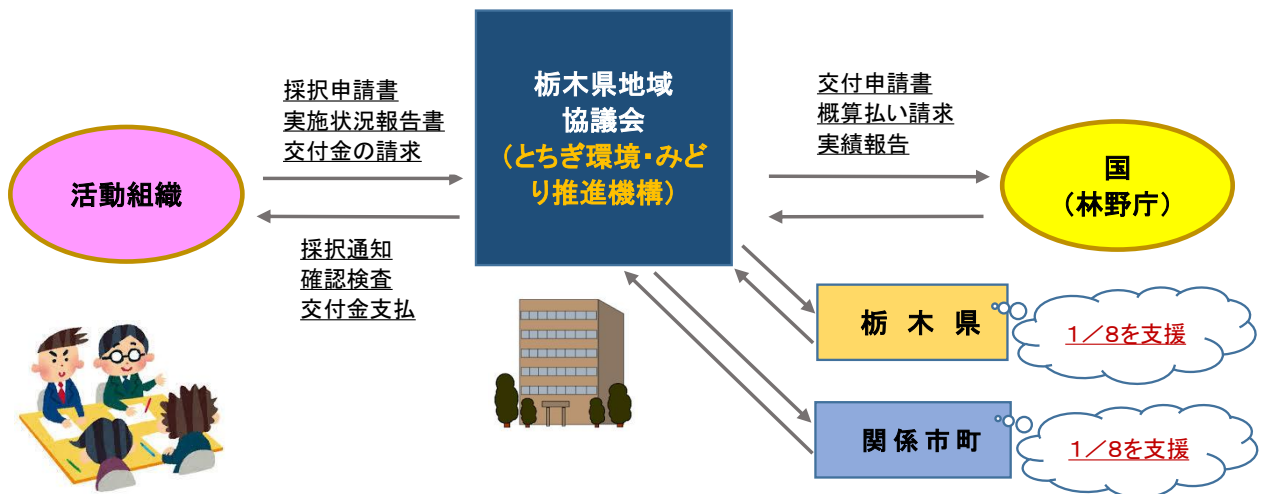 採択申請書
実施状況報告書
交付金の請求
活動組織
採択通知
確認検査
交付金支払
栃木県地域
協議会
（とちぎ環境・みど
り推進機構）
交付申請書
概算払い請求
実績報告
国
（林野庁）
栃 木 県
1／8を支援
関 係 市 町
1／8を支援